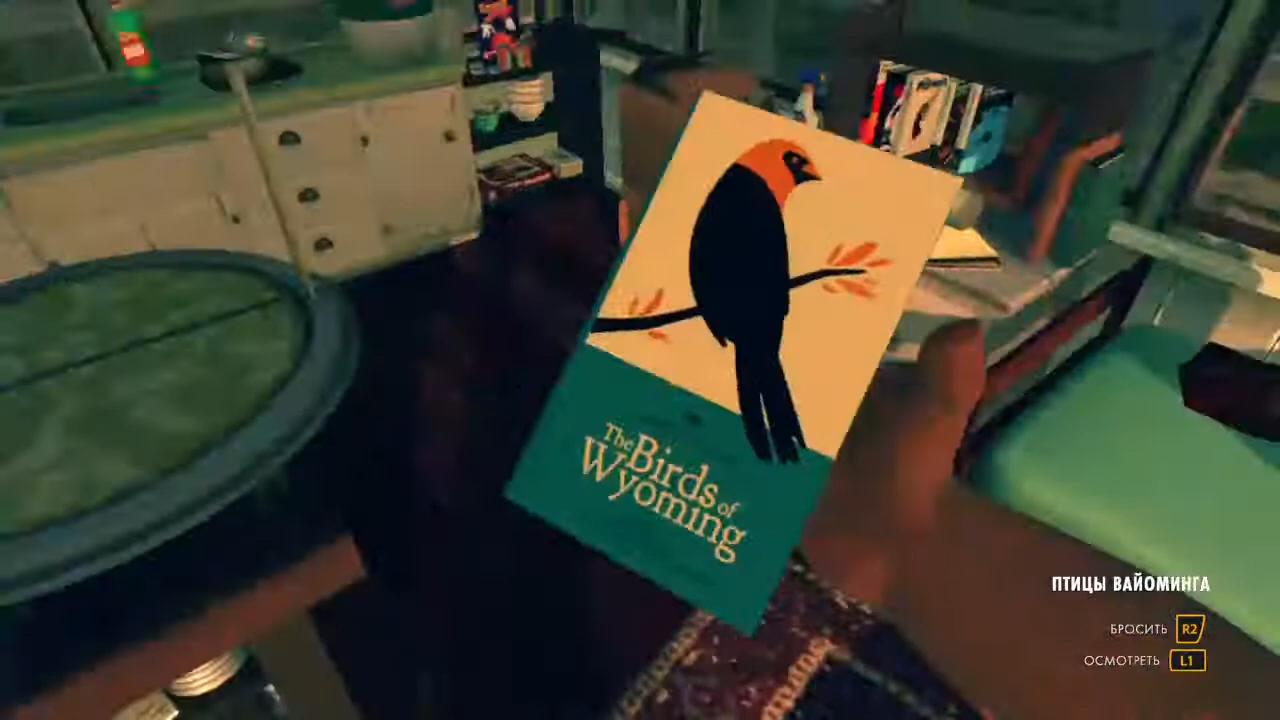 The
Birds of
Wyoming
ПТИЦЫ ВАЙОМИНГА
БРОСИТЬ R2
ОСМОТРЕТЬ L1